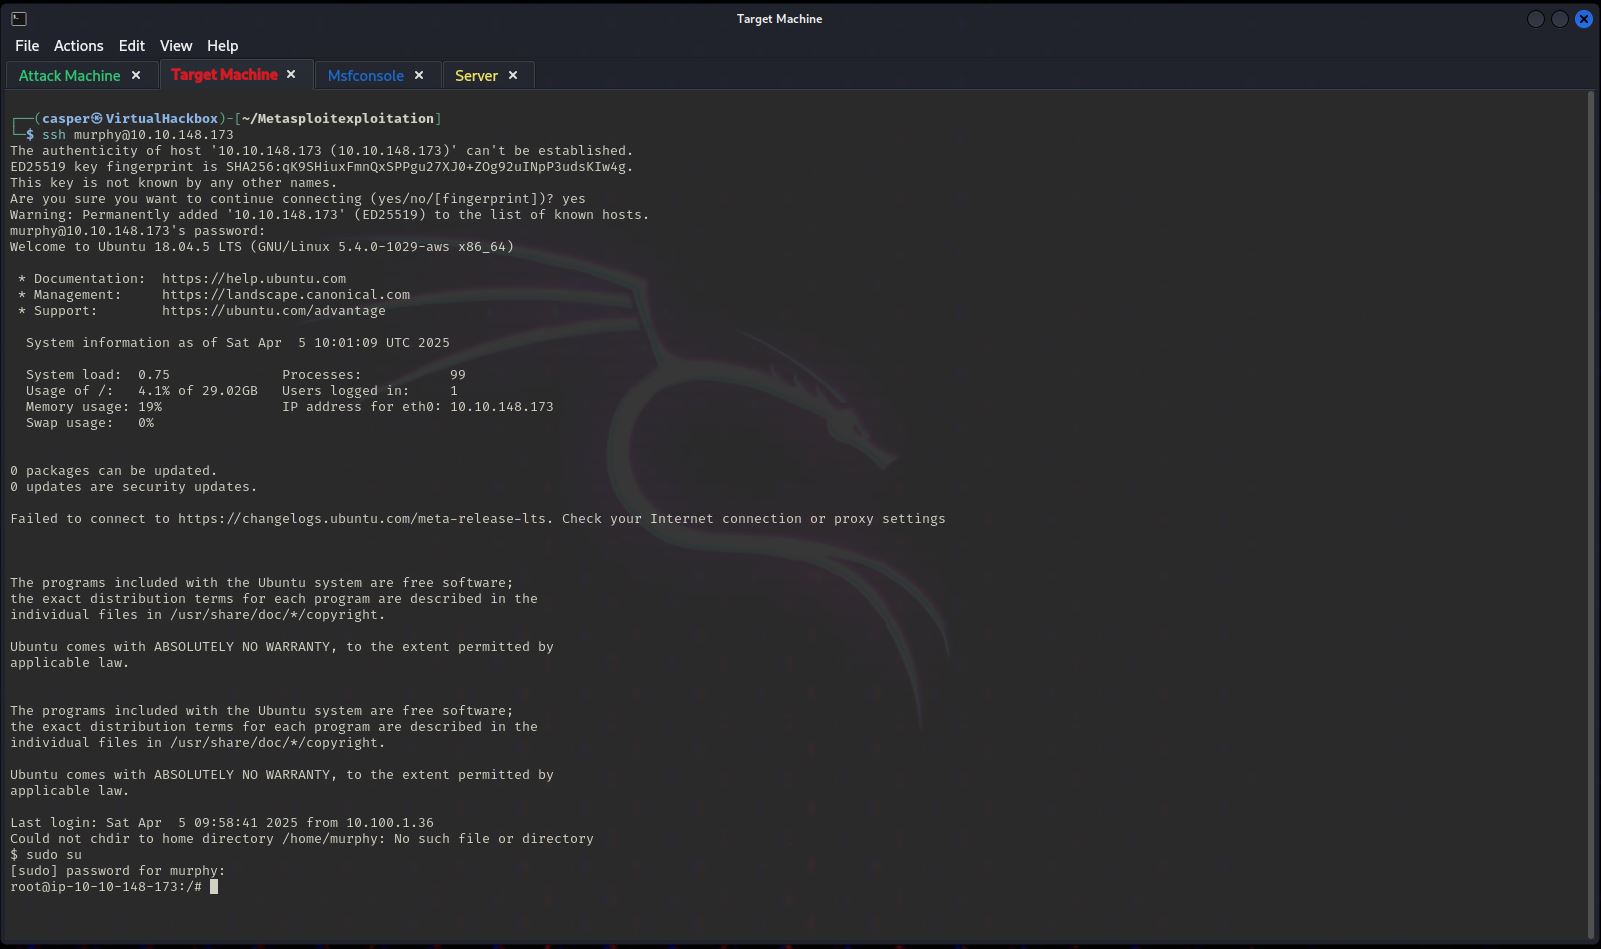 Target Machine
File Actions Edit View Help
Attack Machine × Target Machine × Msfconsole × Server ×
┌──(casper㉿VirtualHackbox)-[~/Metasploitexploitation]
└─$ ssh murphy@10.10.148.173
The authenticity of host '10.10.148.173 (10.10.148.173)' can't be established.
ED25519 key fingerprint is SHA256:qK9SHiuxFmnQxSPPgu27XJ0+ZOg92uINpP3udsKIw4g.
This key is not known by any other names.
Are you sure you want to continue connecting (yes/no/[fingerprint])? yes
Warning: Permanently added '10.10.148.173' (ED25519) to the list of known hosts.
murphy@10.10.148.173's password:
Welcome to Ubuntu 18.04.5 LTS (GNU/Linux 5.4.0-1029-aws x86_64)
* Documentation: https://help.ubuntu.com
* Management: https://landscape.canonical.com
* Support: https://ubuntu.com/advantage
System information as of Sat Apr 5 10:01:09 UTC 2025
System load: 0.75 Processes: 99
Usage of /: 4.1% of 29.02GB Users logged in: 1
Memory usage: 19% IP address for eth0: 10.10.148.173
Swap usage: 0%
0 packages can be updated.
0 updates are security updates.
Failed to connect to https://changelogs.ubuntu.com/meta-release-lts. Check your Internet connection or proxy settings
The programs included with the Ubuntu system are free software;
the exact distribution terms for each program are described in the
individual files in /usr/share/doc/*/copyright.
Ubuntu comes with ABSOLUTELY NO WARRANTY, to the extent permitted by
applicable law.
The programs included with the Ubuntu system are free software;
the exact distribution terms for each program are described in the
individual files in /usr/share/doc/*/copyright.
Ubuntu comes with ABSOLUTELY NO WARRANTY, to the extent permitted by
applicable law.
Last login: Sat Apr 5 09:58:41 2025 from 10.100.1.36
Could not chdir to home directory /home/murphy: No such file or directory
$ sudo su
[sudo] password for murphy:
root@ip-10-10-148-173:/#